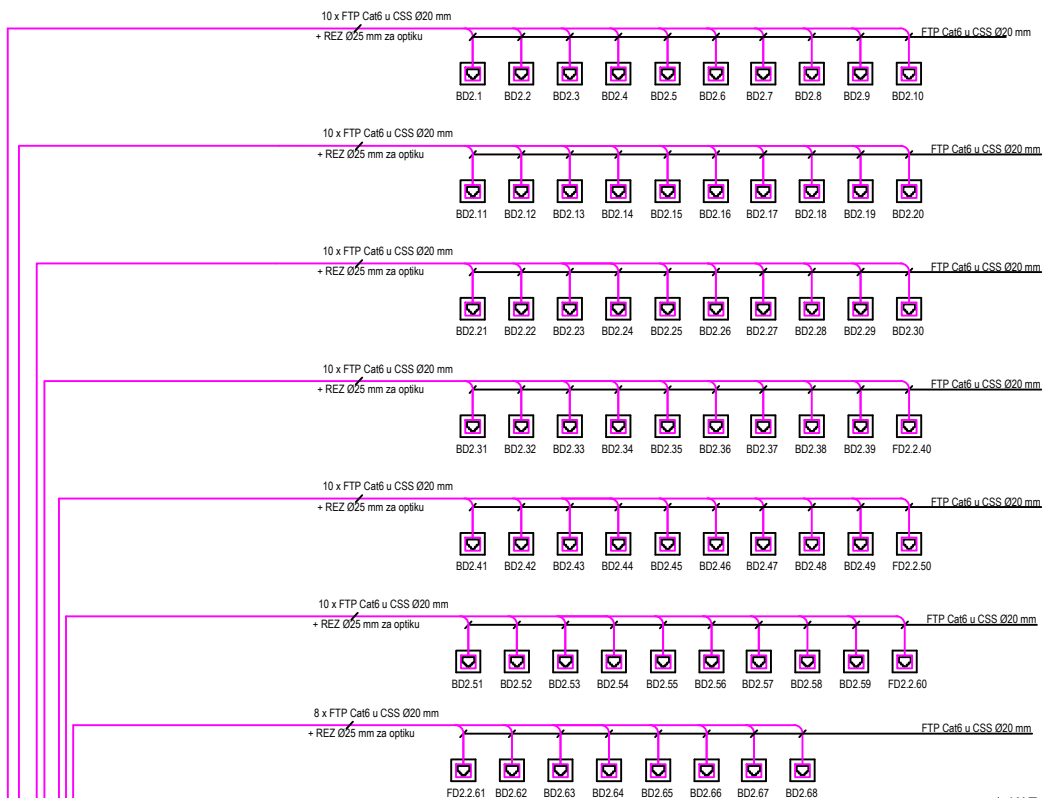 10 x FTP Cat6 u CSS Ø20 mm
+ REZ Ø25 mm za optiku
FTP Cat6 u CSS Ø20 mm
BD2.1 BD2.2 BD2.3 BD2.4 BD2.5 BD2.6 BD2.7 BD2.8 BD2.9 BD2.10
10 x FTP Cat6 u CSS Ø20 mm
+ REZ Ø25 mm za optiku
FTP Cat6 u CSS Ø20 mm
BD2.11 BD2.12 BD2.13 BD2.14 BD2.15 BD2.16 BD2.17 BD2.18 BD2.19 BD2.20
10 x FTP Cat6 u CSS Ø20 mm
+ REZ Ø25 mm za optiku
FTP Cat6 u CSS Ø20 mm
BD2.21 BD2.22 BD2.23 BD2.24 BD2.25 BD2.26 BD2.27 BD2.28 BD2.29 BD2.30
10 x FTP Cat6 u CSS Ø20 mm
+ REZ Ø25 mm za optiku
FTP Cat6 u CSS Ø20 mm
BD2.31 BD2.32 BD2.33 BD2.34 BD2.35 BD2.36 BD2.37 BD2.38 BD2.39 FD2.2.40
10 x FTP Cat6 u CSS Ø20 mm
+ REZ Ø25 mm za optiku
FTP Cat6 u CSS Ø20 mm
BD2.41 BD2.42 BD2.43 BD2.44 BD2.45 BD2.46 BD2.47 BD2.48 BD2.49 FD2.2.50
10 x FTP Cat6 u CSS Ø20 mm
+ REZ Ø25 mm za optiku
FTP Cat6 u CSS Ø20 mm
BD2.51 BD2.52 BD2.53 BD2.54 BD2.55 BD2.56 BD2.57 BD2.58 BD2.59 FD2.2.60
8 x FTP Cat6 u CSS Ø20 mm
+ REZ Ø25 mm za optiku
FTP Cat6 u CSS Ø20 mm
FD2.2.61 BD2.62 BD2.63 BD2.64 BD2.65 BD2.66 BD2.67 BD2.68